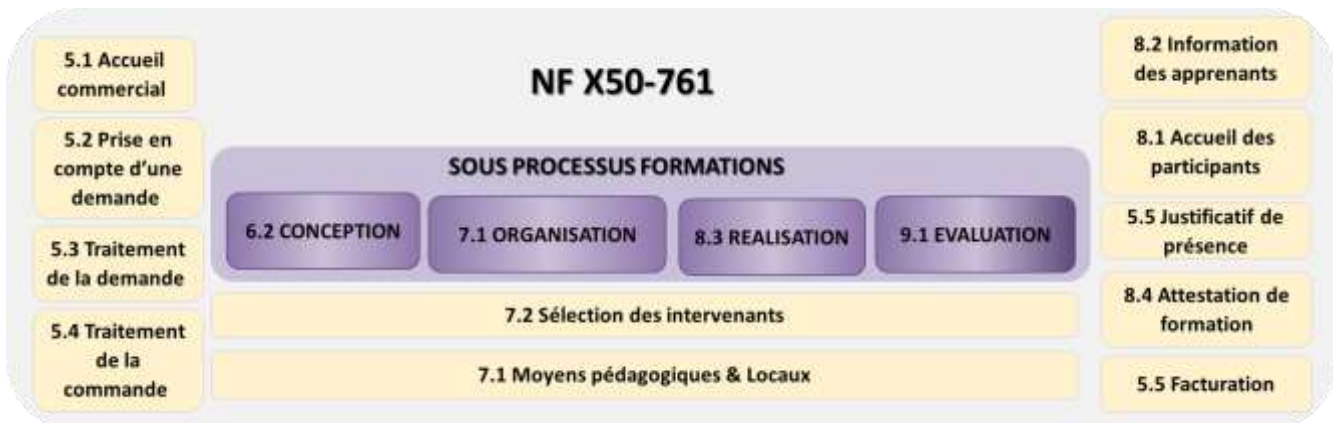 5.1 Accueil
commercial
5.2 Prise en
compte d'une
demande
5.3 Traitement
de la demande
5.4 Traitement
de la
commande
NF X50-761
SOUS PROCESSUS FORMATIONS
6.2 CONCEPTION
7.1 ORGANISATION
8.3 REALISATION
9.1 EVALUATION
7.2 Sélection des intervenants
7.1 Moyens pédagogiques & Locaux
8.2 Information
des apprenants
8.1 Accueil des
participants
5.5 Justificatif de
présence
8.4 Attestation de
formation
5.5 Facturation